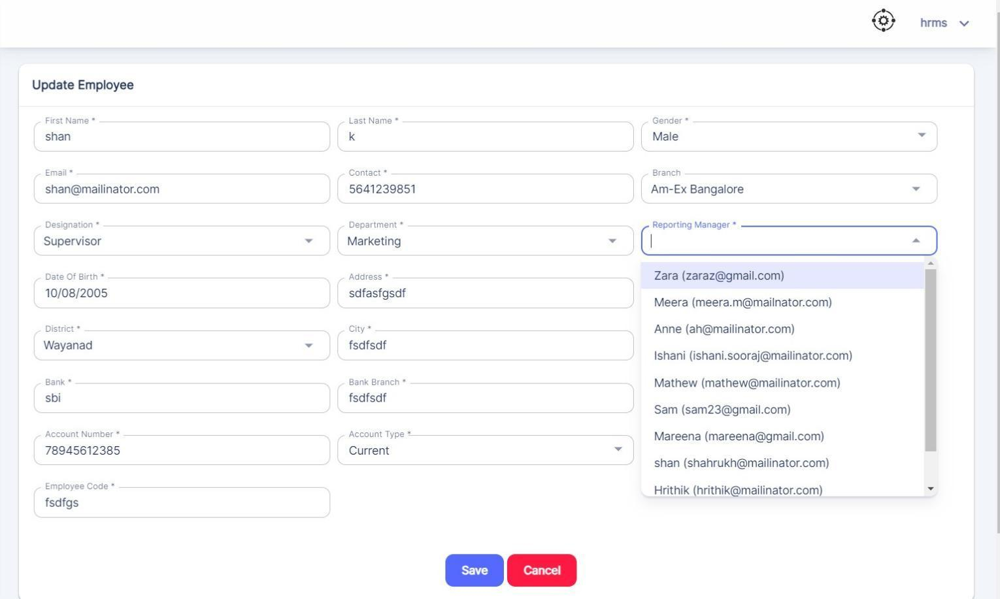 hrms
Update Employee
First Name *
shan
Last Name *
k
Gender *
Male
Email *
shan@mailinator.com
Contact *
5641239851
Branch
Am-Ex Bangalore
Designation *
Supervisor
Department *
Marketing
Reporting Manager *
Zara (zaraz@gmail.com)
Meera (meera.m@mailnator.com)
Anne (ah@mailinator.com)
Ishani (ishani.sooraj@mailinator.com)
Mathew (mathew@mailinator.com)
Sam (sam23@gmail.com)
Mareena (mareena@gmail.com)
shan (shahrukh@mailinator.com)
Hrithik (hrithik@mailinator.com)
Date Of Birth *
10/08/2005
Address *
sdfasfgsdf
District *
Wayanad
City *
fsdfsdf
Bank *
sbi
Bank Branch *
fsdfsdf
Account Number *
78945612385
Account Type *
Current
Employee Code *
fsdfgs
Save
Cancel